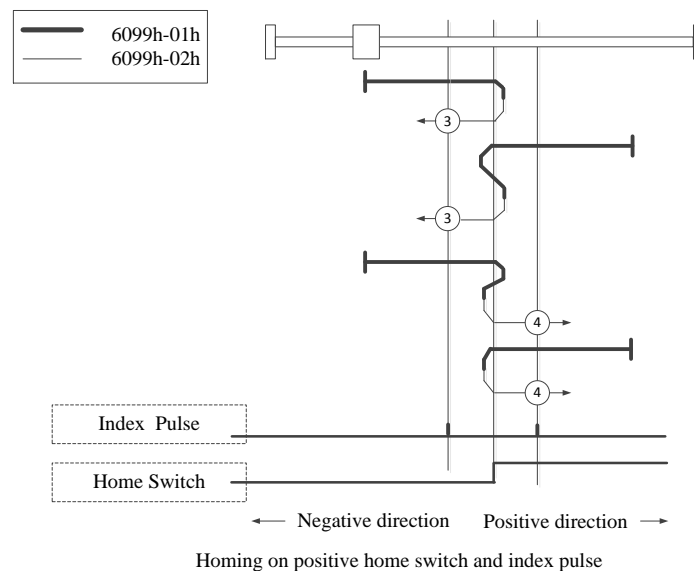 6099h-01h
6099h-02h
3
3
4
4
Index Pulse
Home Switch
Negative direction Positive direction
Homing on positive home switch and index pulse